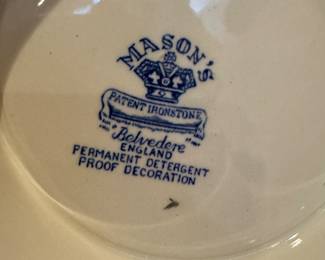 MASON'S
PATENT IRONSTONE
"Belvedere"
ENGLAND
PERMANENT DETERGENT
PROOF DECORATION